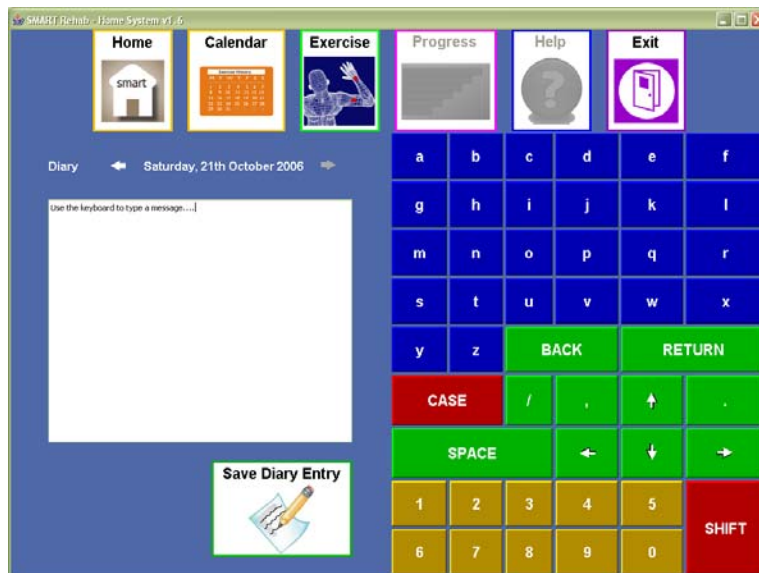 SMART Rehab - Home System v1.6
Home Calendar Exercise Progress Help Exit
smart
Diary Saturday, 21th October 2006
Use the keyboard to type a message....
a b c d e f
g h i j k l
m n o p q r
s t u v w x
y z BACK RETURN
CASE / , .
SPACE
Save Diary Entry
1 2 3 4 5
SHIFT
6 7 8 9 0